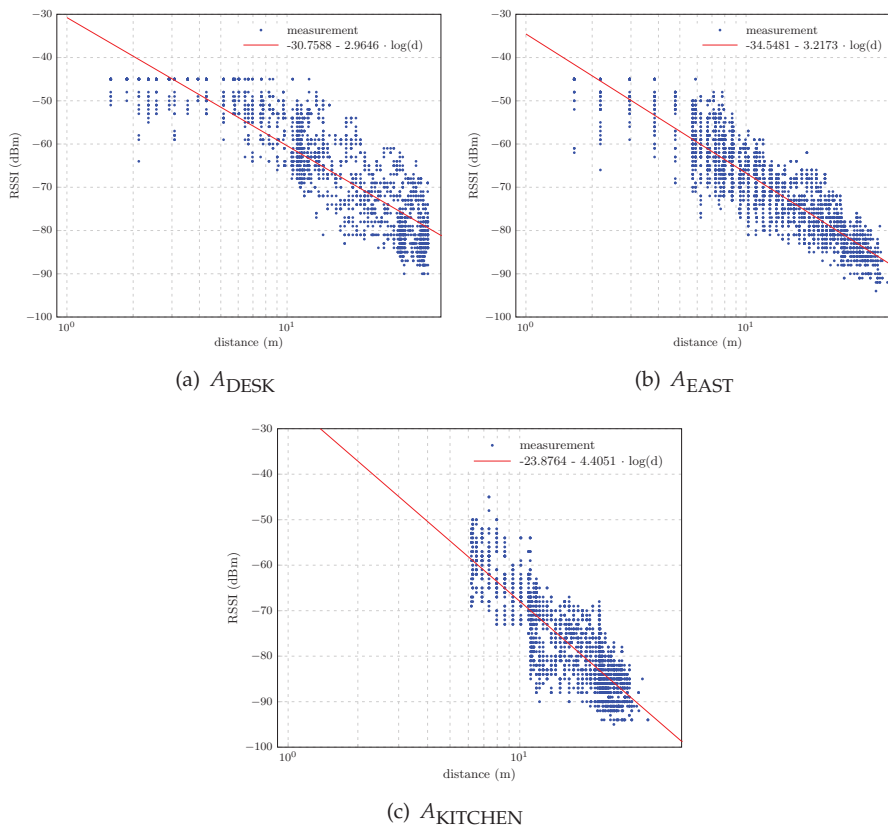 −30
−40
−50
−60
−70
−80
−90
−100
RSSI (dBm)
10^0
10^1
distance (m)
measurement
-30.7588 - 2.9646 · log(d)
(a) A_DESK
−30
−40
−50
−60
−70
−80
−90
−100
RSSI (dBm)
10^0
10^1
distance (m)
measurement
-34.5481 - 3.2173 · log(d)
(b) A_EAST
−30
−40
−50
−60
−70
−80
−90
−100
RSSI (dBm)
10^0
10^1
distance (m)
measurement
-23.8764 - 4.4051 · log(d)
(c) A_KITCHEN